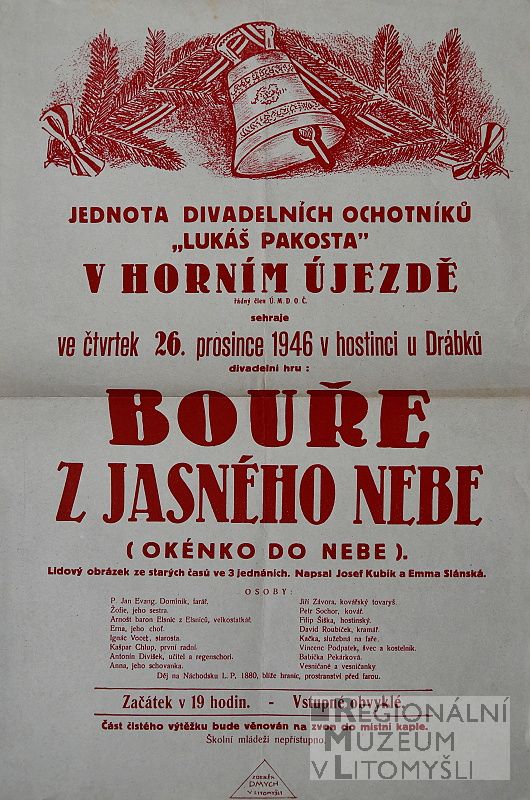 JEDNOTA DIVADELNÍCH OCHOTNÍKŮ
„LUKÁŠ PAKOSTA”
V HORNÍM ÚJEZDĚ
řádný člen Ú. M. D. O. Č.
sehraje
ve čtvrtek 26. prosince 1946 v hostinci u Drábků
divadelní hru :
BOUŘE
Z JASNÉHO NEBE
( OKÉNKO DO NEBE ).
Lidový obrázek ze starých časů ve 3 jednáních. Napsal Josef Kubík a Emma Slánská.
OSOBY:
P. Jan Evang. Dominik, farář.
Žofie, jeho sestra.
Arnošt baron Elsnic z Elsniců, velkostatkář.
Erna, jeho choť.
Ignác Voceť, starosta.
Kašpar Chlup, první radní.
Antonín Divíšek, učitel a regenschori.
Anna, jeho schovanka.
Jiří Závora, kovářský tovaryš.
Petr Sochor, kovář.
Filip Šiška, hostinský.
David Roubíček, kramář.
Kačka, služebná na faře.
Vincenc Podpatek, švec a kostelník.
Babička Pekárková.
Vesničané a vesničanky
Děj na Náchodsku L. P. 1880, blíže hranic, prostranství před farou.
Začátek v 19 hodin. - Vstupné obvyklé.
Část čistého výtěžku bude věnován na zvon do místní kaple.
Školní mládeži nepřístupno.
ZDENĚK
DMYCH
V LITOMYŠLI
REGIONÁLNÍ
MUZEUM
V LITOMYŠLI